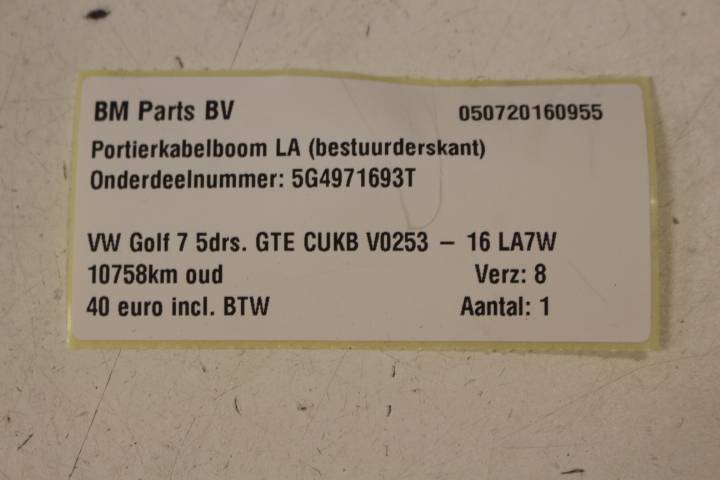 BM Parts BV 050720160955
Portierkabelboom LA (bestuurderskant)
Onderdeelnummer: 5G4971693T
VW Golf 7 5drs. GTE CUKB V0253 – 16 LA7W
10758km oud Verz: 8
40 euro incl. BTW Aantal: 1